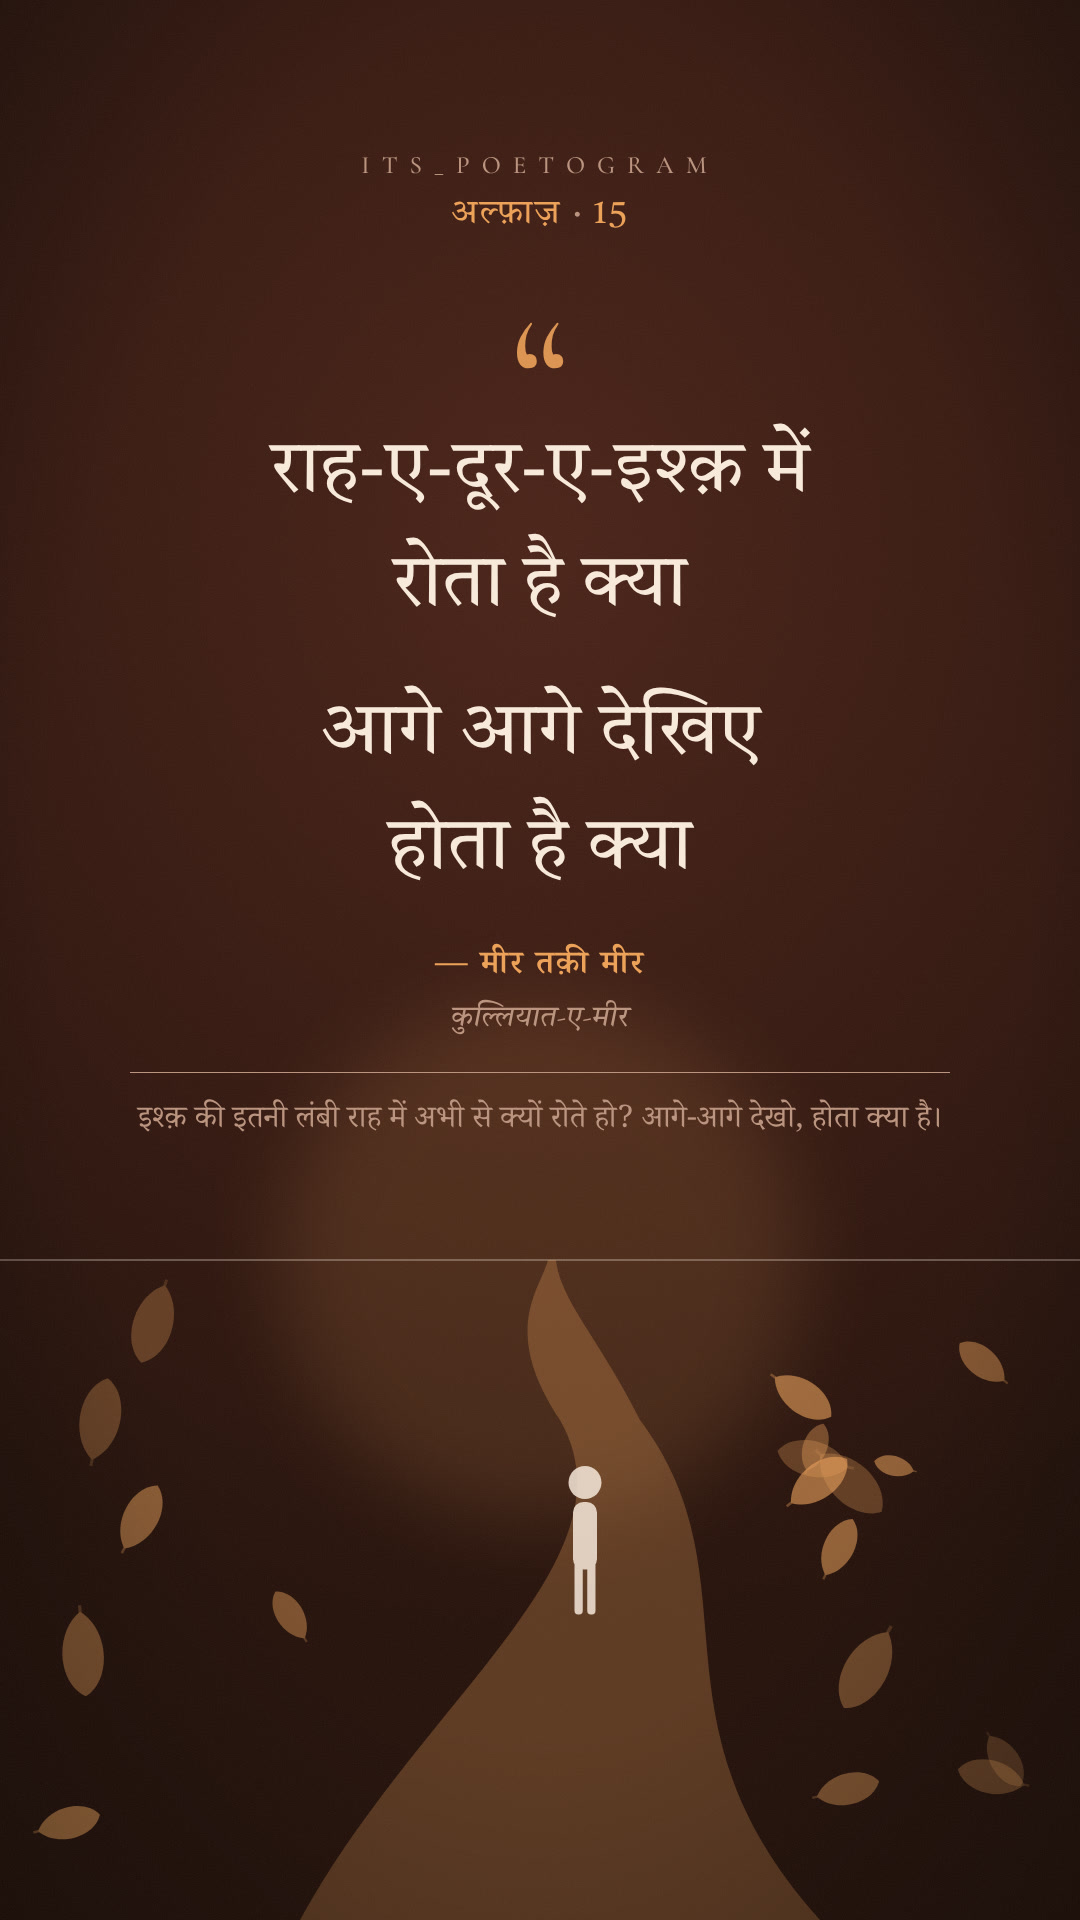 ITS_POETOGRAM
अल्फ़ाज़ · 15
“
राह-ए-दूर-ए-इश्क़ में
रोता है क्या
आगे आगे देखिए
होता है क्या
— मीर तक़ी मीर
कुल्लियात-ए-मीर
इश्क़ की इतनी लंबी राह में अभी से क्यों रोते हो? आगे-आगे देखो, होता क्या है।